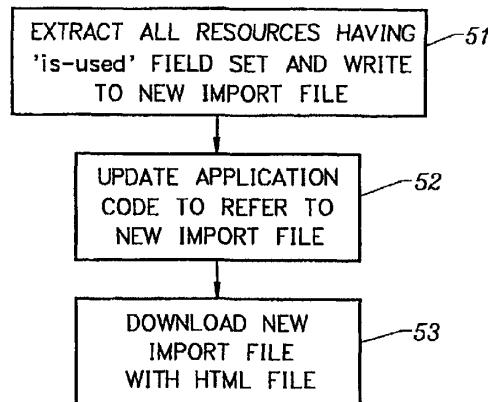 EXTRACT ALL RESOURCES HAVING
'is-used' FIELD SET AND WRITE
TO NEW IMPORT FILE
51
UPDATE APPLICATION
CODE TO REFER TO
NEW IMPORT FILE
52
DOWNLOAD NEW
IMPORT FILE
WITH HTML FILE
53